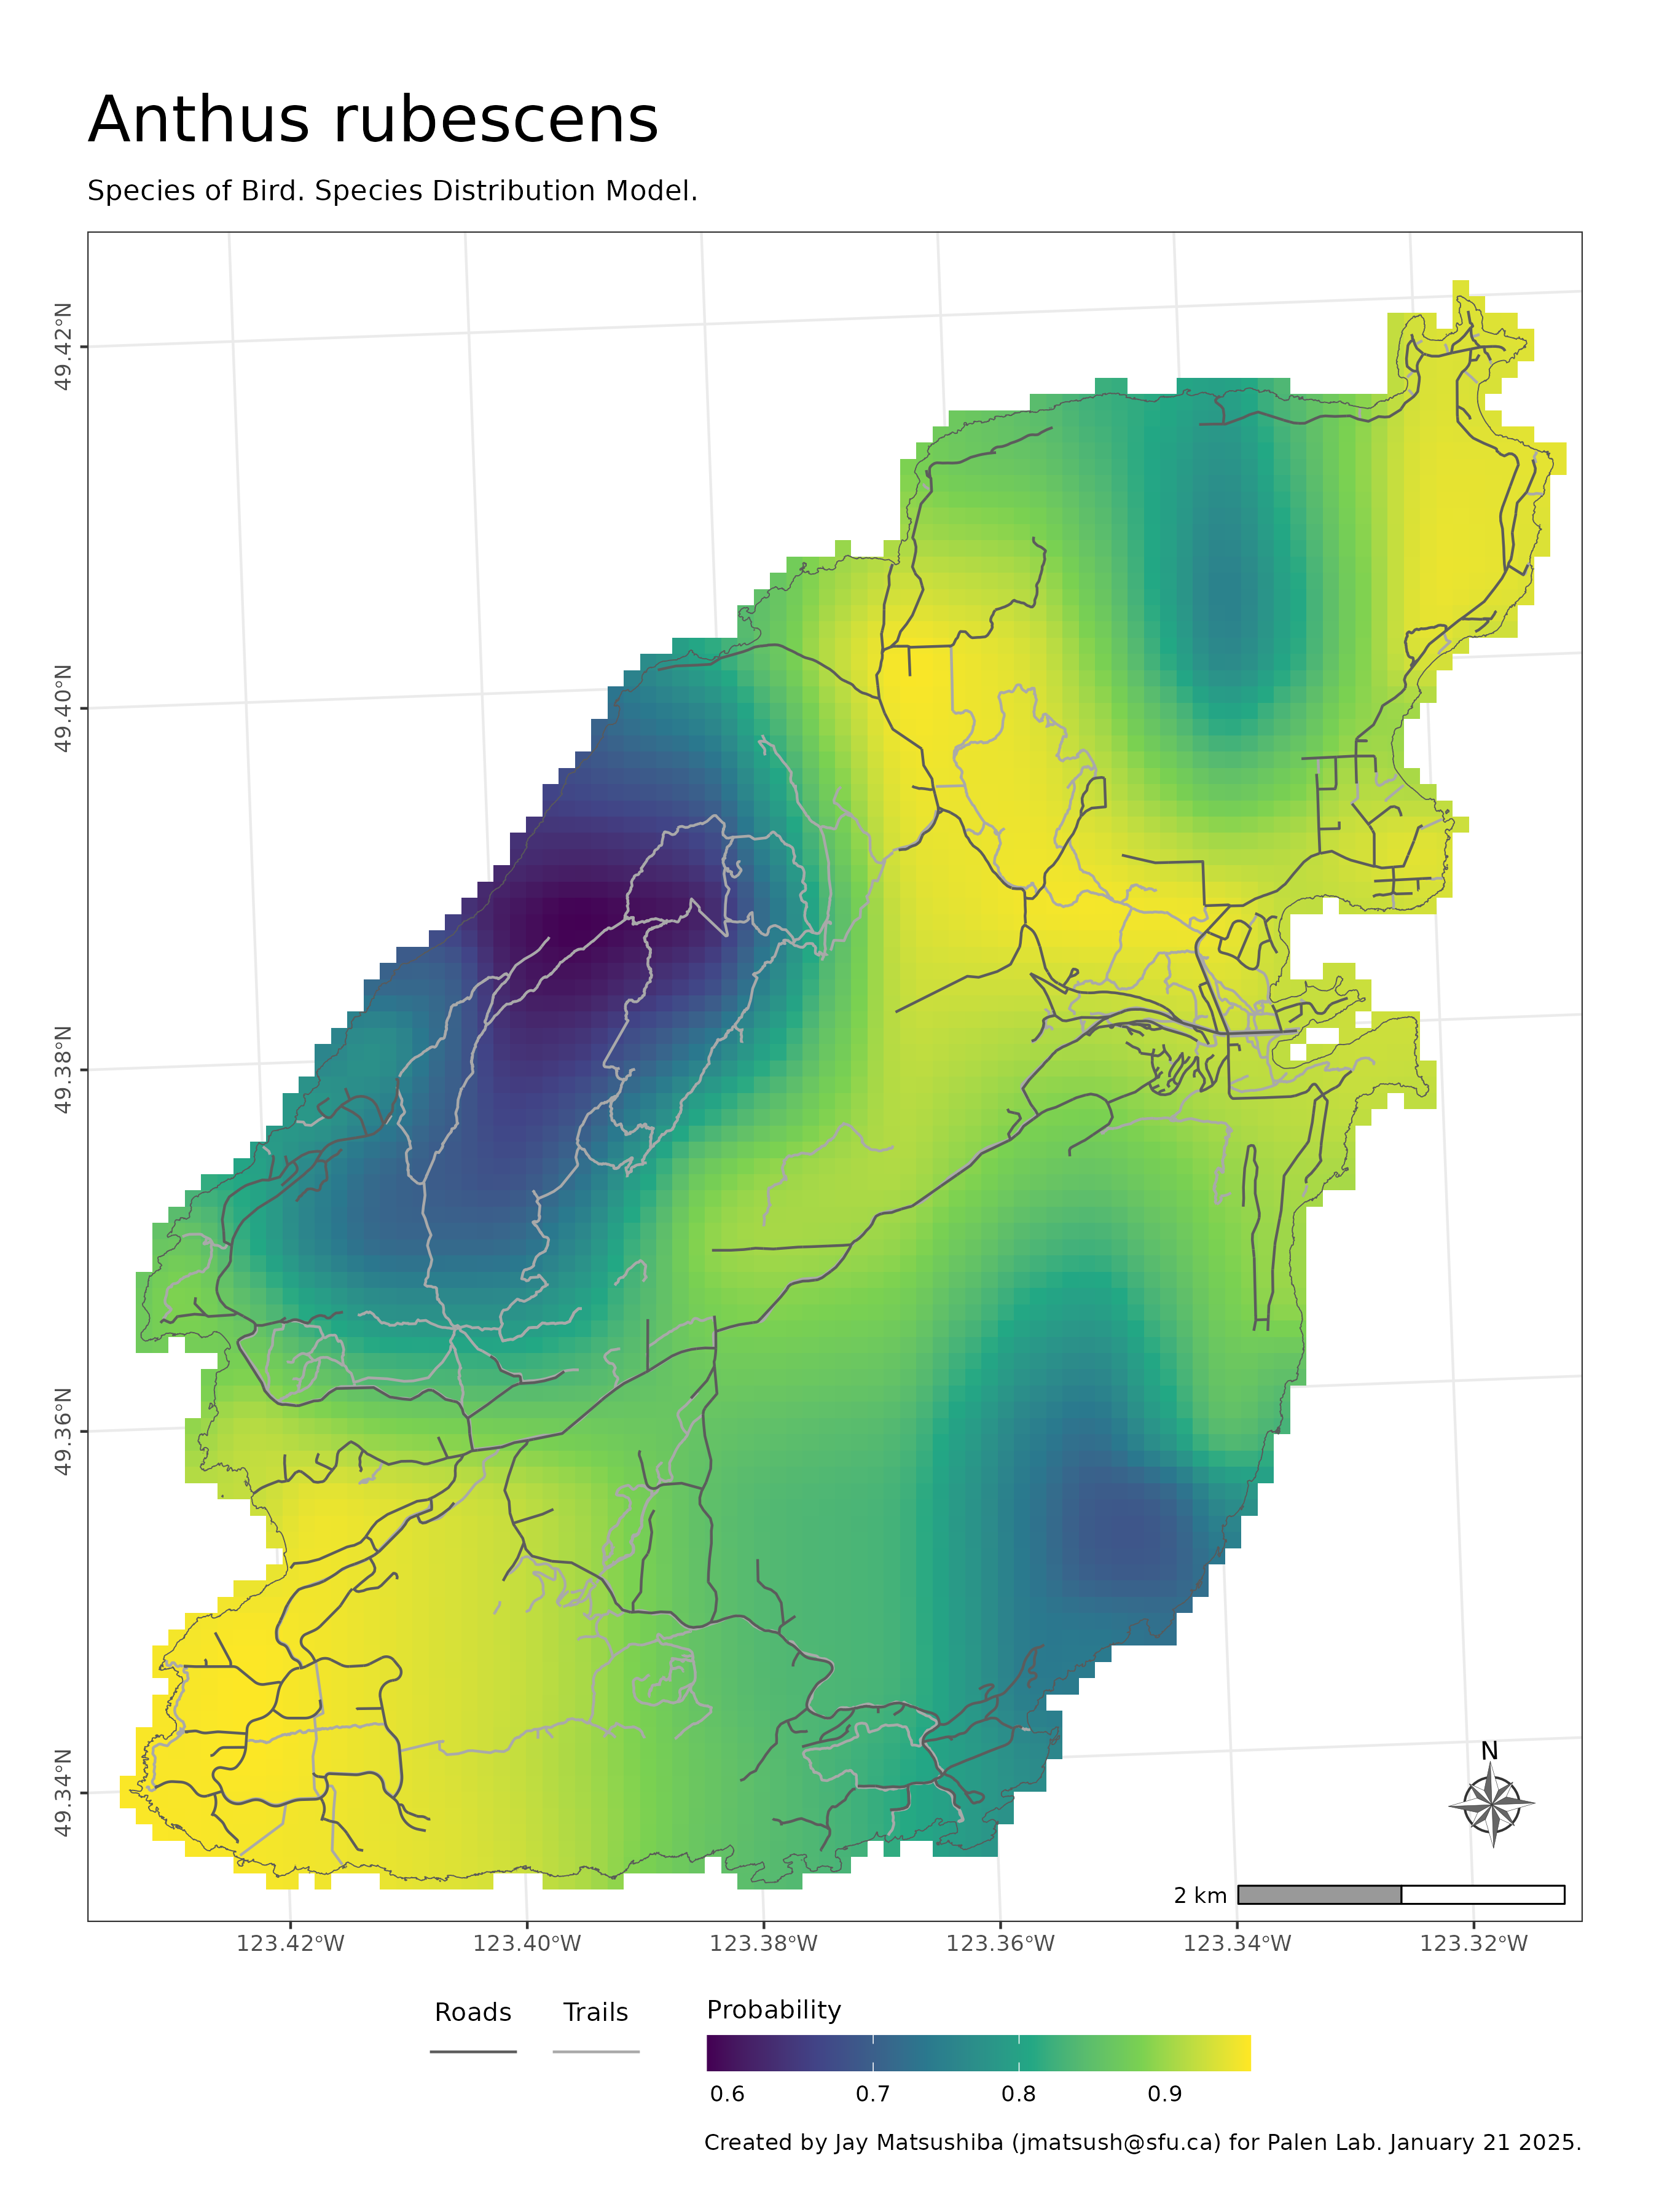 Anthus rubescens
Species of Bird. Species Distribution Model.
49.42°N
49.40°N
49.38°N
49.36°N
49.34°N
N
2 km
123.42°W 123.40°W 123.38°W 123.36°W 123.34°W 123.32°W
Roads Trails Probability
0.6 0.7 0.8 0.9
Created by Jay Matsushiba (jmatsush@sfu.ca) for Palen Lab. January 21 2025.